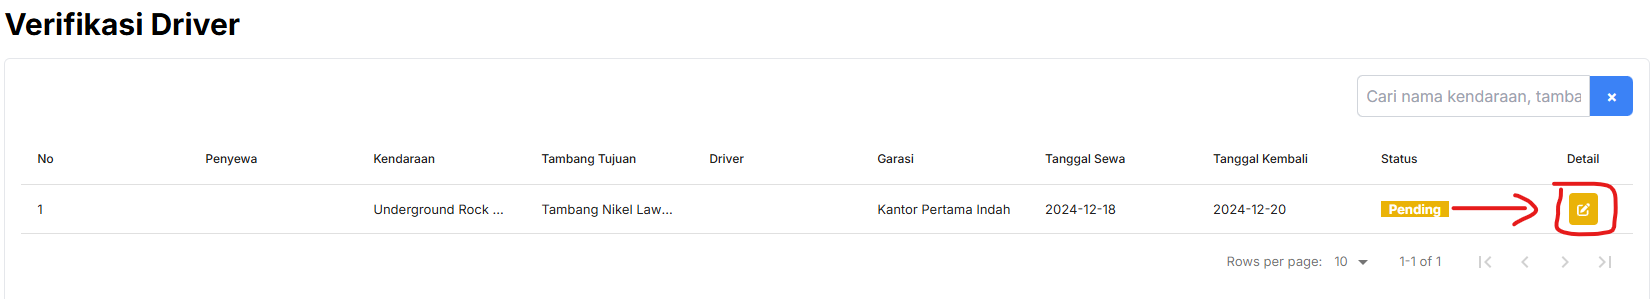 Verifikasi Driver
Cari nama kendaraan, tamba
No Penyewa Kendaraan Tambang Tujuan Driver Garasi Tanggal Sewa Tanggal Kembali Status Detail
1 Underground Rock ... Tambang Nikel Law... Kantor Pertama Indah 2024-12-18 2024-12-20 Pending
Rows per page: 10 1-1 of 1